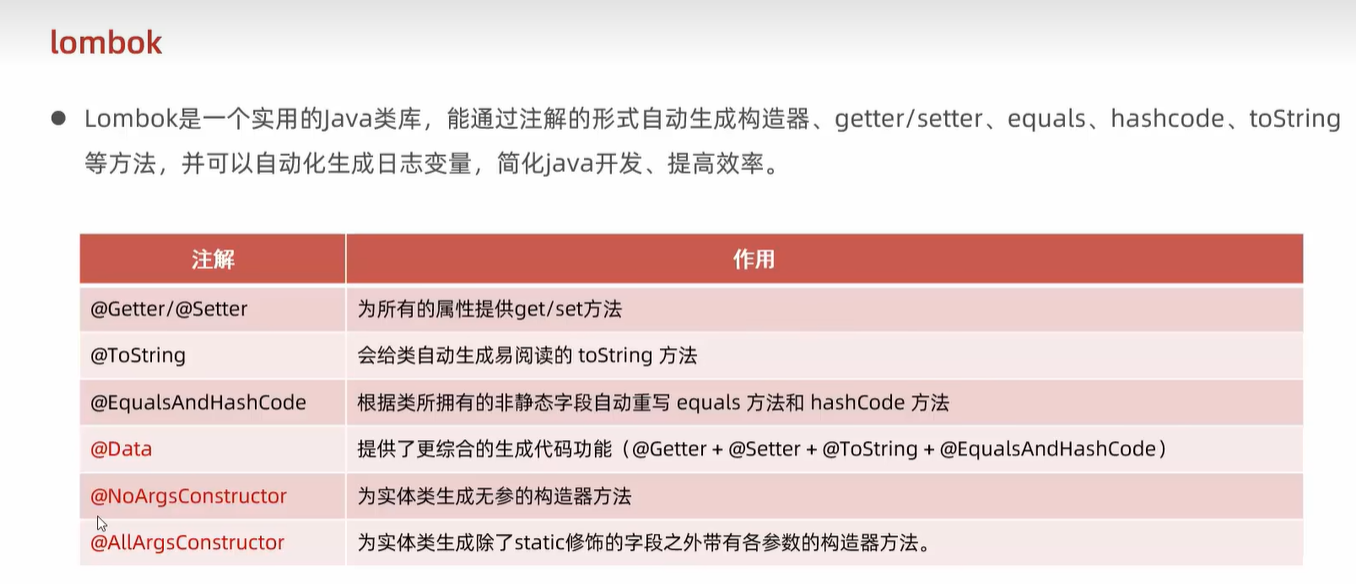 lombok
● Lombok是一个实用的Java类库，能通过注解的形式自动生成构造器、getter/setter、equals、hashcode、toString
等方法，并可以自动化生成日志变量，简化java开发、提高效率。
注解 作用
@Getter/@Setter 为所有的属性提供get/set方法
@ToString 会给类自动生成易阅读的 toString 方法
@EqualsAndHashCode 根据类所拥有的非静态字段自动重写 equals 方法和 hashCode 方法
@Data 提供了更综合的生成代码功能（@Getter + @Setter + @ToString + @EqualsAndHashCode）
@NoArgsConstructor 为实体类生成无参的构造器方法
@AllArgsConstructor 为实体类生成除了static修饰的字段之外带有各参数的构造器方法。